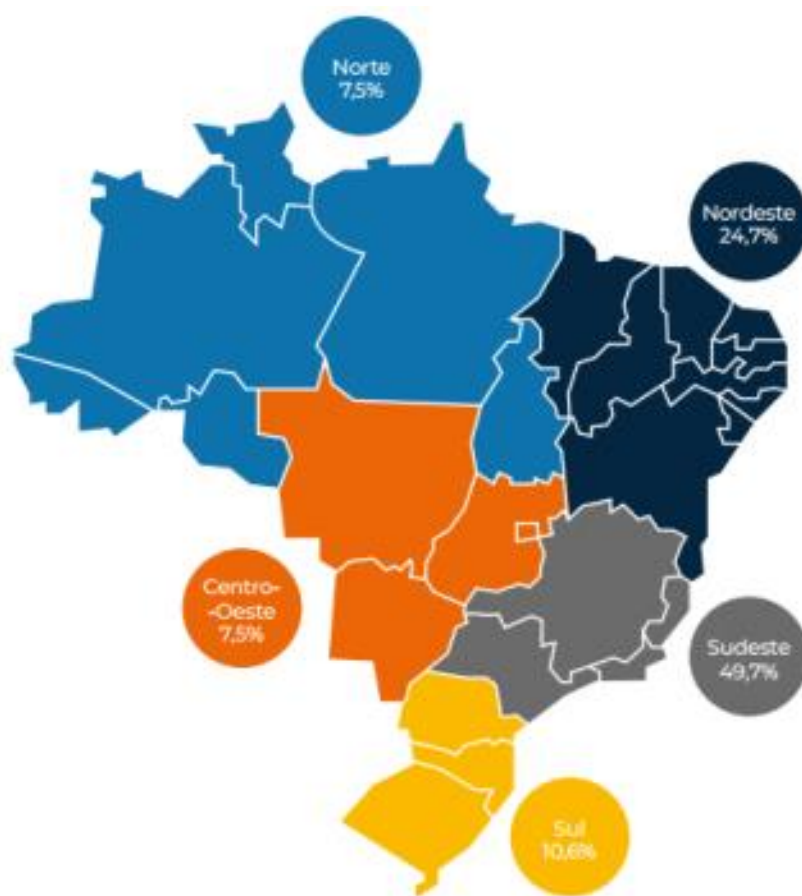 Norte
7,5%
Nordeste
24,7%
Centro-
-Oeste
7,5%
Sudeste
49,7%
Sul
10,6%